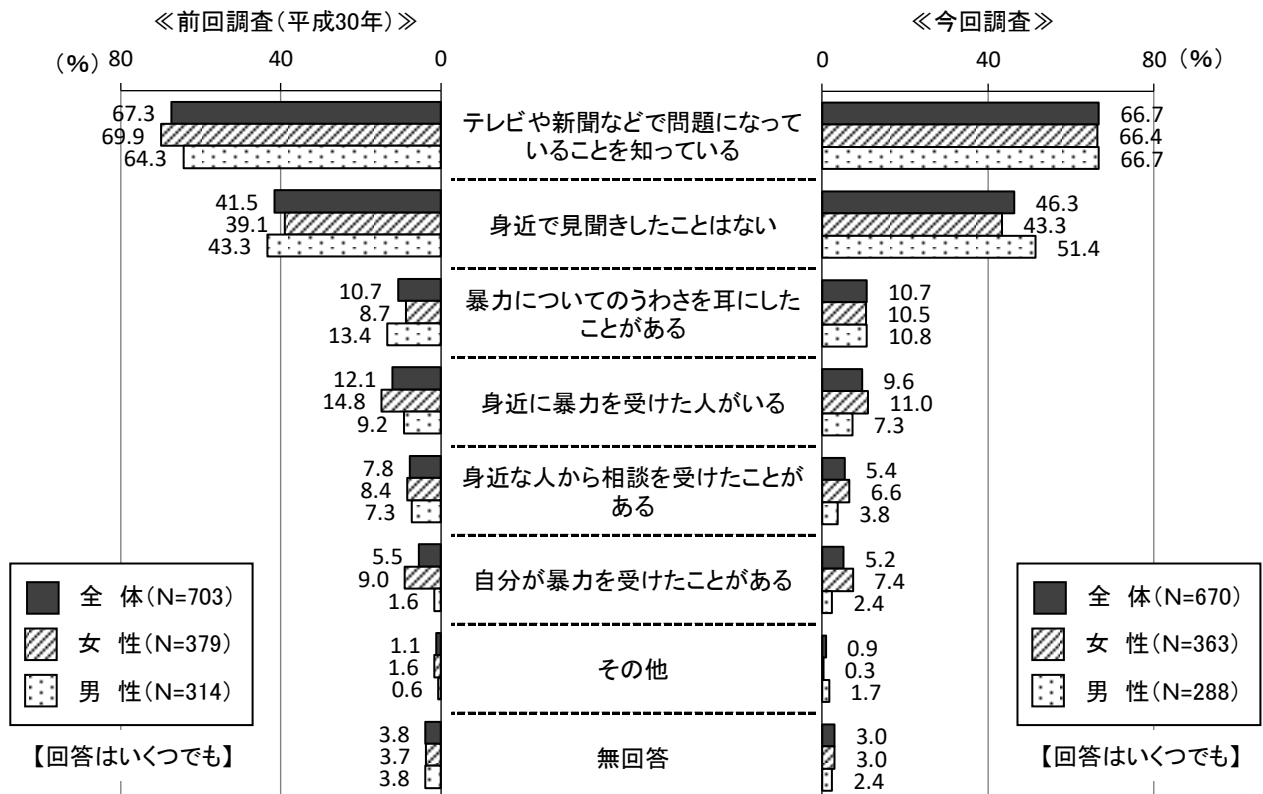 ≪前回調査(平成30年)≫
≪今回調査≫
(%)
80
40
0
0
40
80
(%)
67.3
69.9
64.3
テレビや新聞などで問題になって
いることを知っている
66.7
66.4
66.7
41.5
39.1
43.3
身近で見聞きしたことはない
46.3
43.3
51.4
10.7
8.7
13.4
暴力についてのうわさを耳にした
ことがある
10.7
10.5
10.8
12.1
14.8
9.2
身近に暴力を受けた人がいる
9.6
11.0
7.3
7.8
8.4
7.3
身近な人から相談を受けたことが
ある
5.4
6.6
3.8
5.5
9.0
1.6
自分が暴力を受けたことがある
5.2
7.4
2.4
1.1
1.6
0.6
その他
0.9
0.3
1.7
3.8
3.7
3.8
無回答
3.0
3.0
2.4
全 体(N=703)
女 性(N=379)
男 性(N=314)
【回答はいくつでも】
全 体(N=670)
女 性(N=363)
男 性(N=288)
【回答はいくつでも】